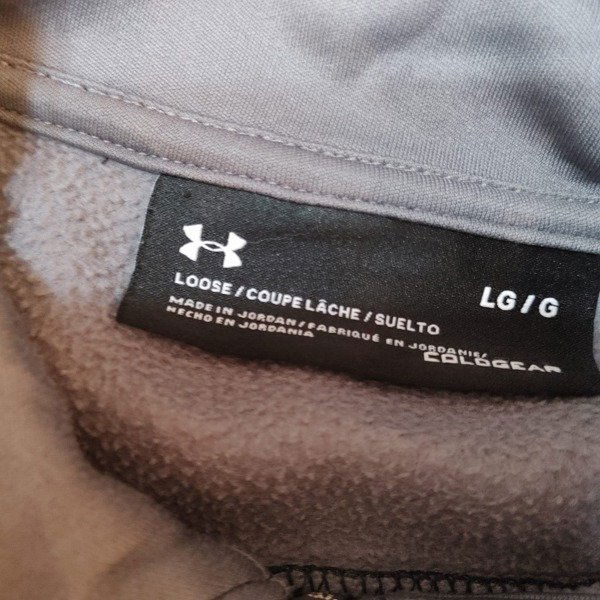 LOOSE / COUPE LÂCHE / SUELTO
LG / G
MADE IN JORDAN / FABRIQUÉ EN JORDANIE /
HECHO EN JORDANIA
COLDGEAR